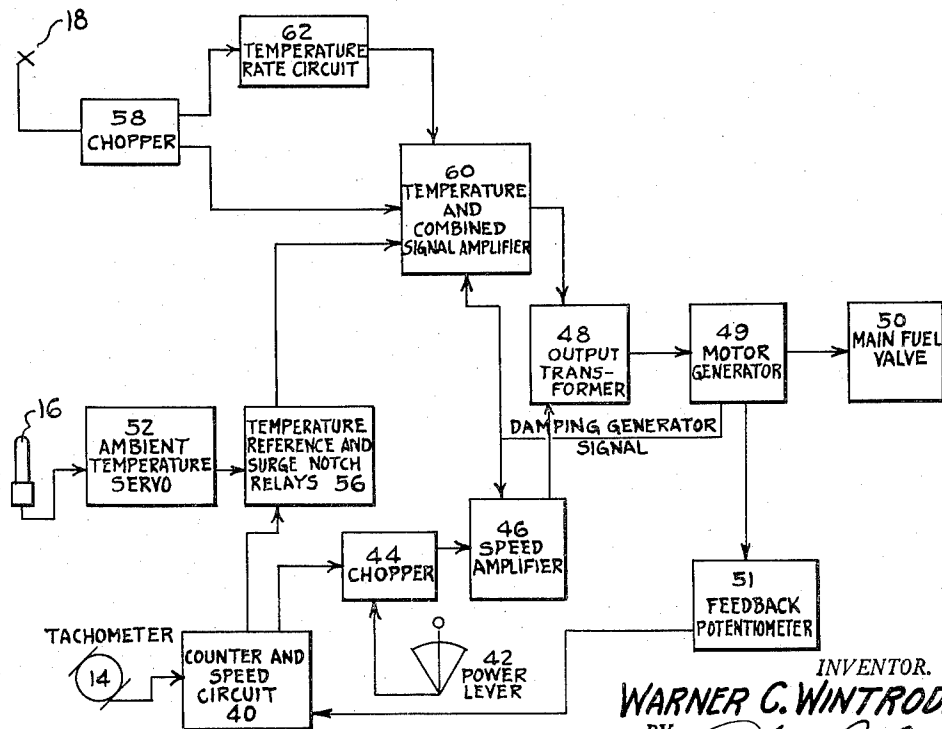 18
62
TEMPERATURE
RATE CIRCUIT
58
CHOPPER
60
TEMPERATURE
AND
COMBINED
SIGNAL AMPLIFIER
48
OUTPUT
TRANS-
FORMER
49
MOTOR
GENERATOR
50
MAIN FUEL
VALVE
16
52
AMBIENT
TEMPERATURE
SERVO
TEMPERATURE
REFERENCE AND
SURGE NOTCH
RELAYS 56
DAMPING GENERATOR
SIGNAL
44
CHOPPER
46
SPEED
AMPLIFIER
51
FEEDBACK
POTENTIOMETER
TACHOMETER
14
COUNTER AND
SPEED
CIRCUIT
40
42
POWER
LEVER
INVENTOR.
WARNER C. WINTROD
BY